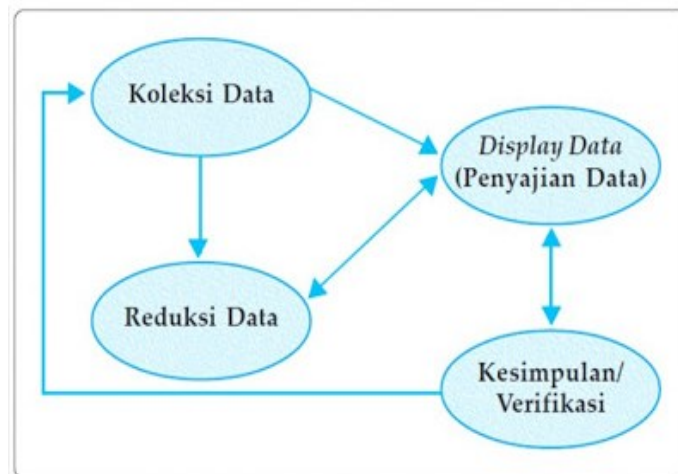 Koleksi Data
Display Data
(Penyajian Data)
Reduksi Data
Kesimpulan/
Verifikasi